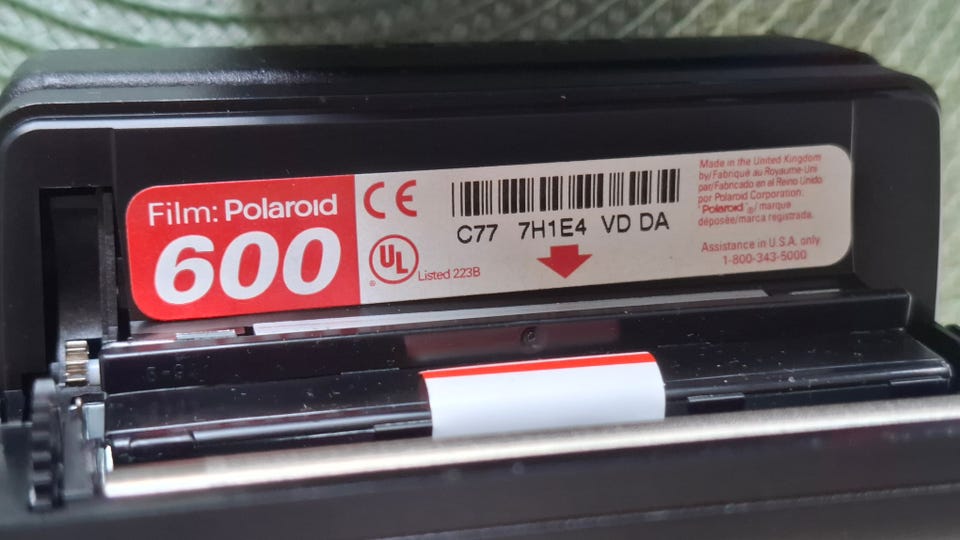 Film: Polaroid
600
CE
UL
®
Listed 223B
C77 7H1E4 VD DA
Made in the United Kingdom
by/Fabriqué au Royaume-Uni
par/Fabricado en el Reino Unido
por Polaroid Corporation.
"Polaroid" ®/marque
déposée/marca registrada.
Assistance in U.S.A. only
1-800-343-5000